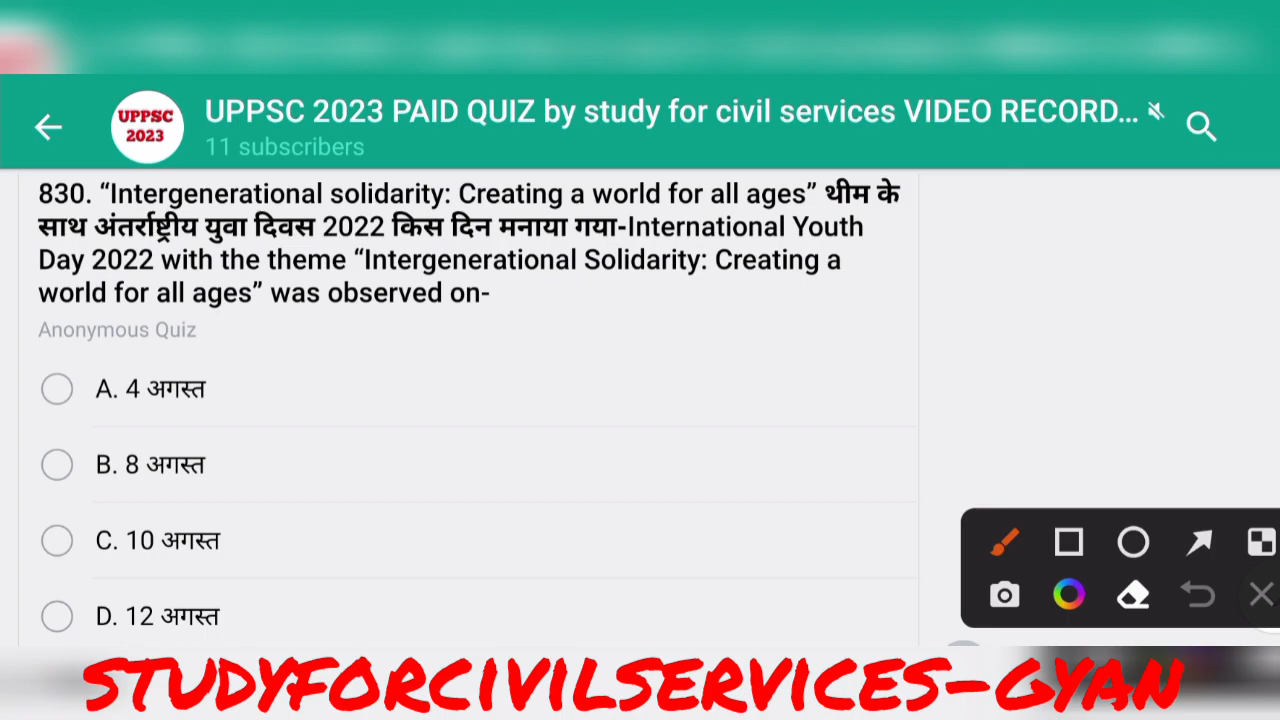 UPPSC
2023
UPPSC 2023 PAID QUIZ by study for civil services VIDEO RECORD...
11 subscribers
830. “Intergenerational solidarity: Creating a world for all ages” थीम के
साथ अंतर्राष्ट्रीय युवा दिवस 2022 किस दिन मनाया गया-International Youth
Day 2022 with the theme “Intergenerational Solidarity: Creating a
world for all ages” was observed on-
Anonymous Quiz
A. 4 अगस्त
B. 8 अगस्त
C. 10 अगस्त
D. 12 अगस्त
STUDYFORCIVILSERVICES-GYAN